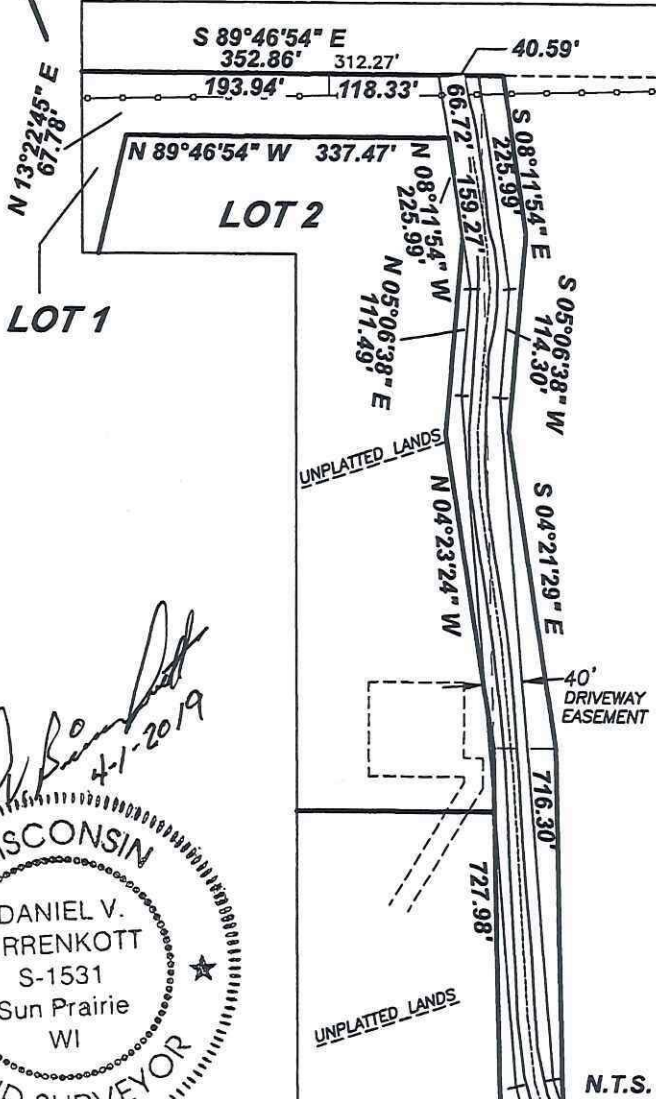 S 89°46'54" E
352.86'
312.27'
40.59'
193.94'
118.33'
N 13°22'45" E
67.78'
N 89°46'54" W 337.47'
LOT 2
LOT 1
66.72'
159.27'
N 08°11'54" W
225.99'
S 08°11'54" E
225.99'
N 05°06'38" E
111.49'
S 05°06'38" W
114.30'
UNPLATTED LANDS
N 04°23'24" W
S 04°21'29" E
40'
DRIVEWAY
EASEMENT
716.30'
727.98'
4-1-2019
ISCONSIN
DANIEL V.
RRENKOTT
S-1531
Sun Prairie
WI
D SURVEYOR
UNPLATTED LANDS
N.T.S.